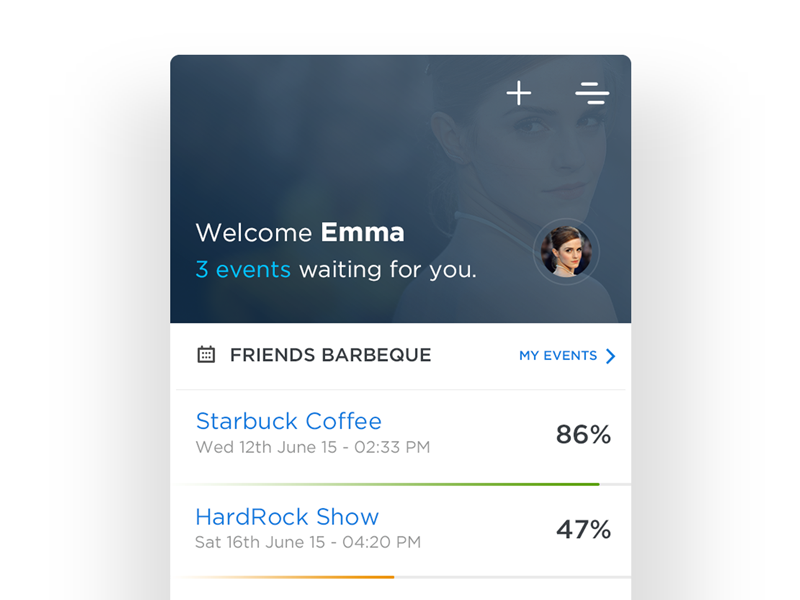 Welcome Emma
3 events waiting for you.
FRIENDS BARBEQUE
MY EVENTS
Starbuck Coffee
86%
Wed 12th June 15 - 02:33 PM
HardRock Show
47%
Sat 16th June 15 - 04:20 PM